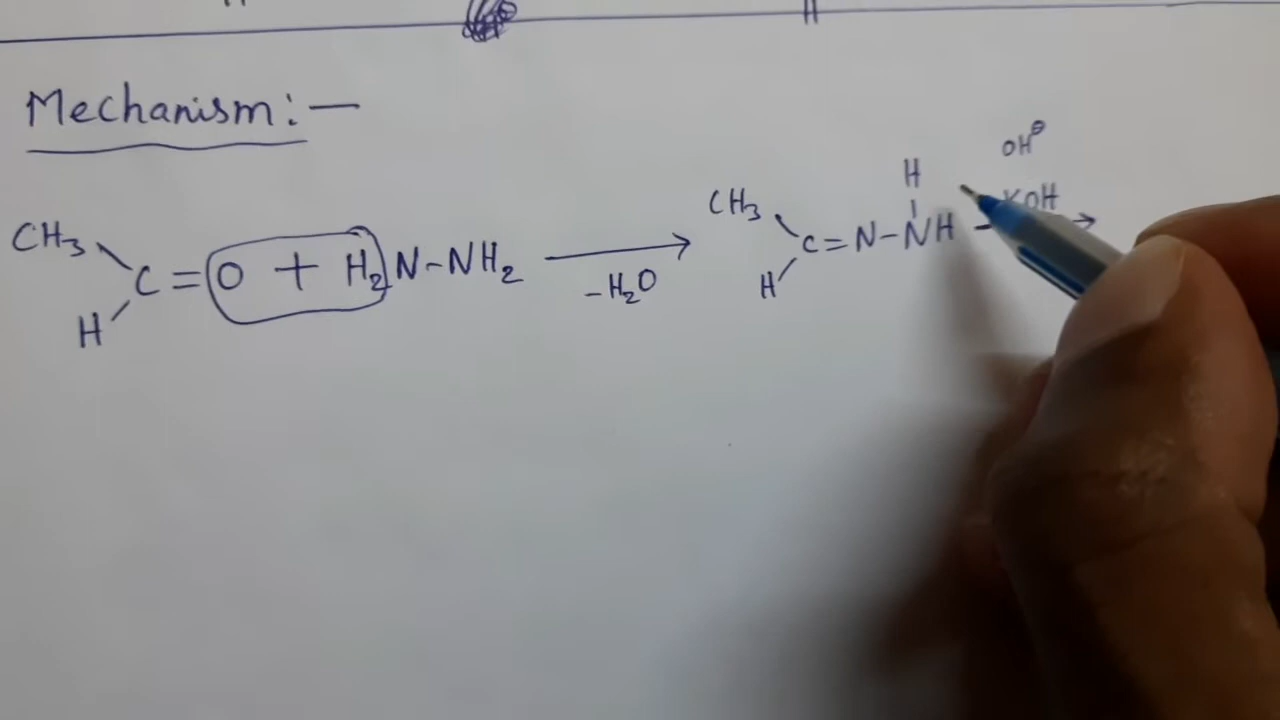 Mechanism:-
OH⊖
H
CH3 KOH
CH3 C=N-NH
C=O + H2N-NH2
H
-H2O
H